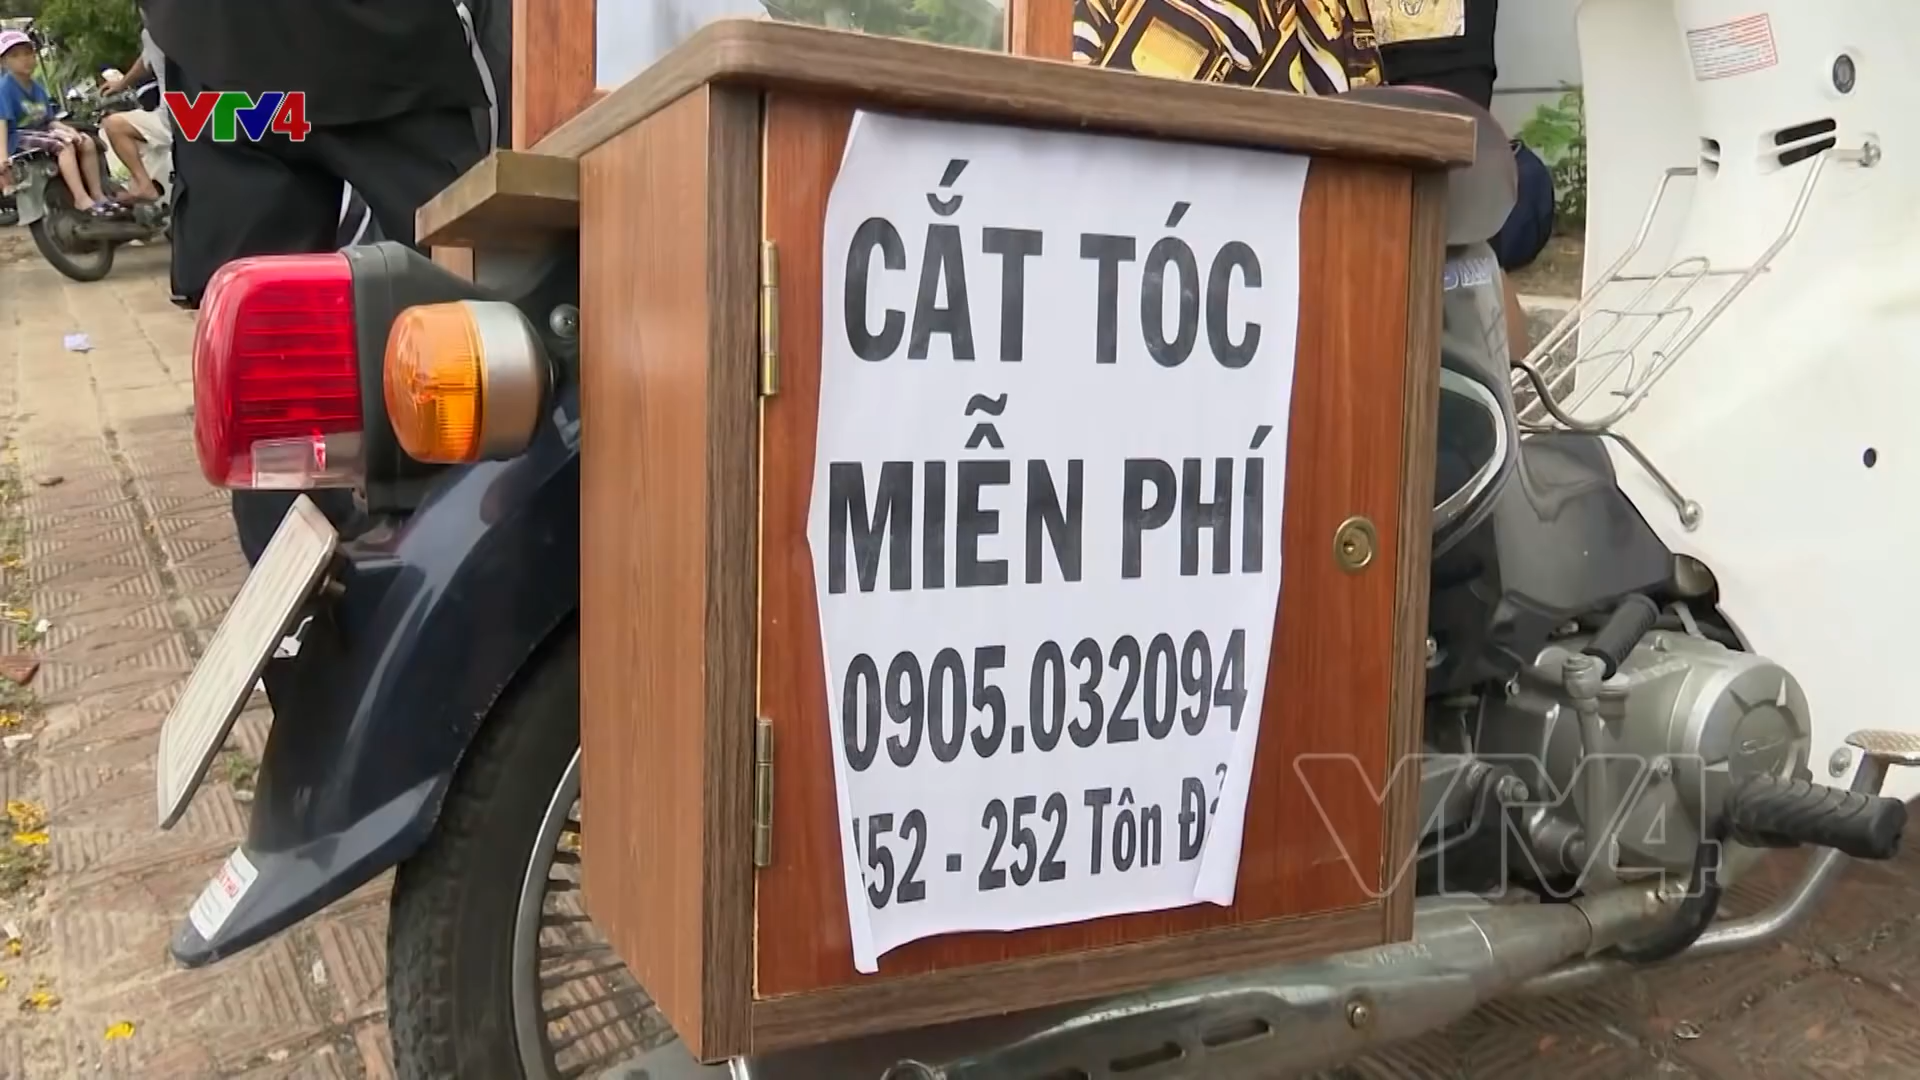 VTV4
CẮT TÓC
MIỄN PHÍ
0905.032094
52 - 252 Tôn
VTV4